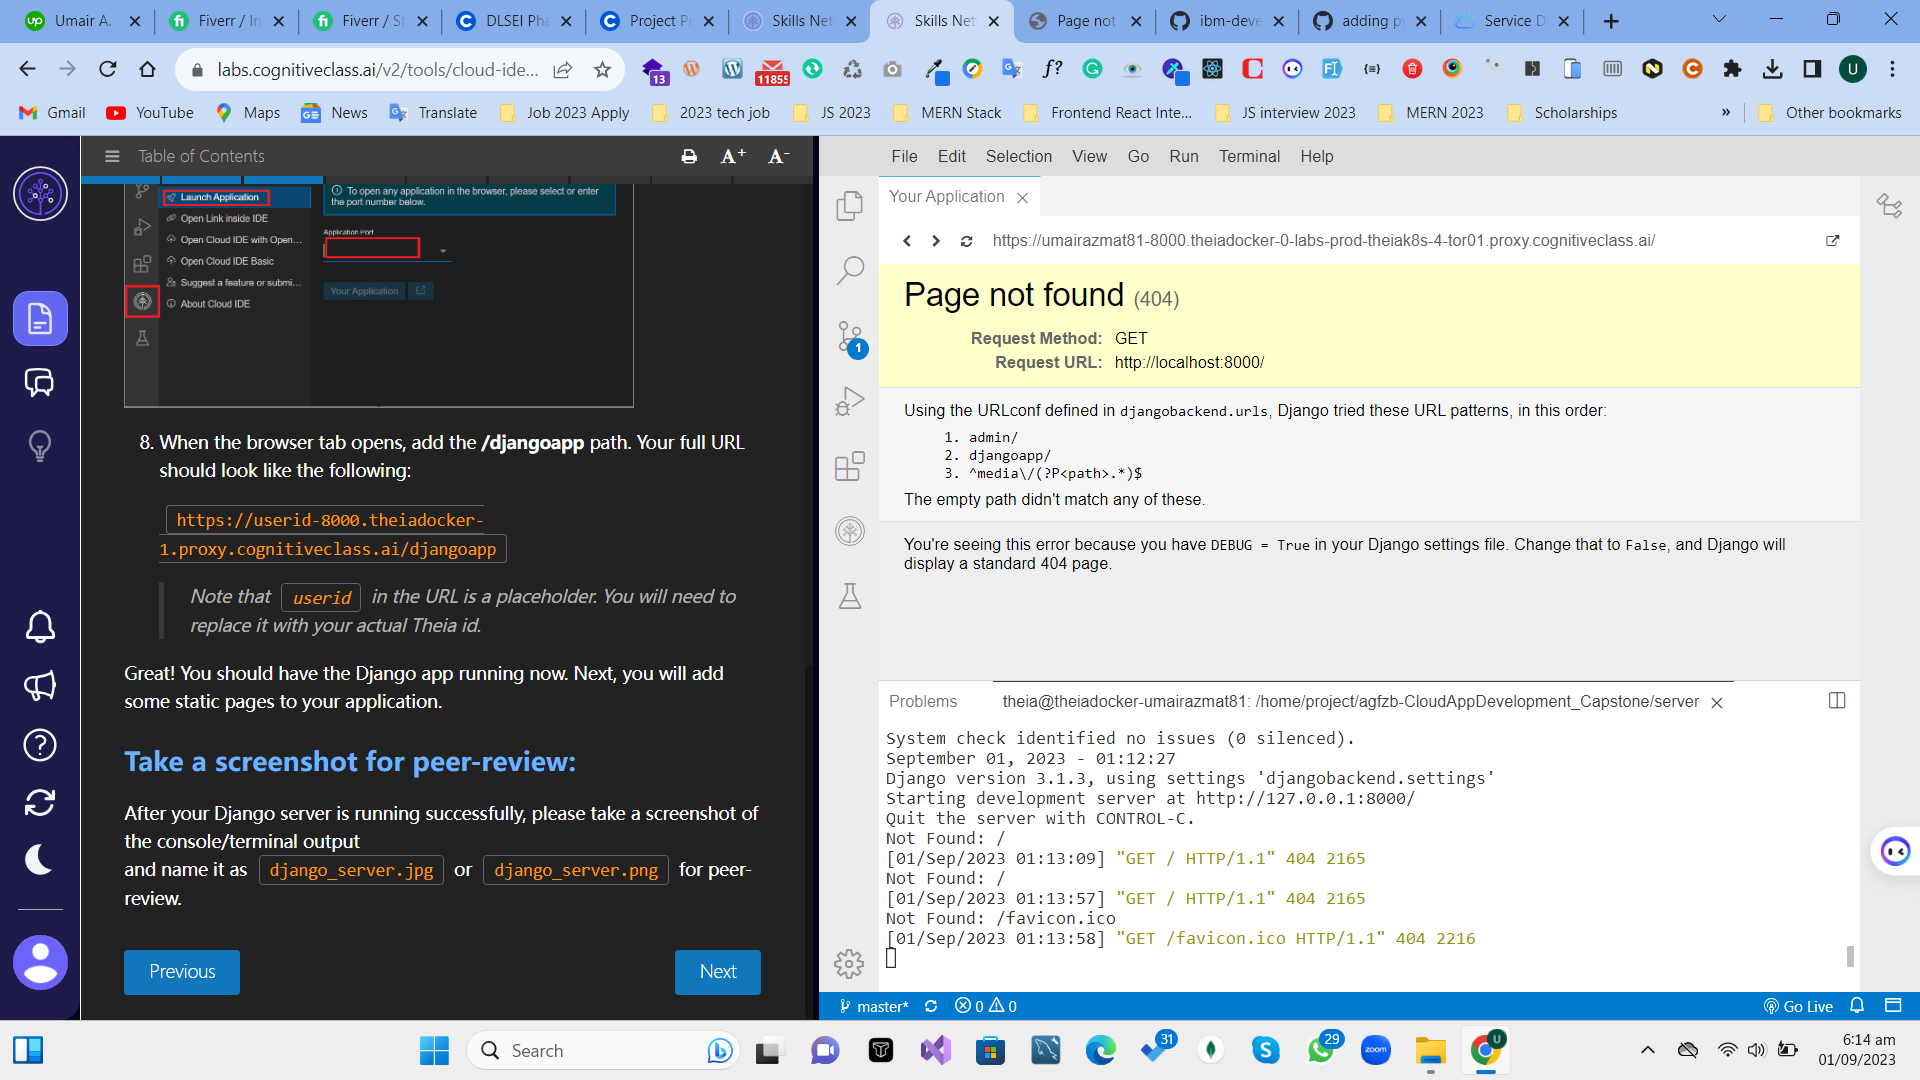 Umair A.
Fiverr / In
Fiverr / S
DLSEI Pha
Project P
Skills Net
Skills Net
Page not
ibm-deve
adding p
Service D
labs.cognitiveclass.ai/v2/tools/cloud-ide...
13
11855
f?
U
Gmail
YouTube
Maps
News
Translate
Job 2023 Apply
2023 tech job
JS 2023
MERN Stack
Frontend React Inte...
JS interview 2023
MERN 2023
Scholarships
»
Other bookmarks
Table of Contents
A+
A-
Launch Application
Open Link inside IDE
Open Cloud IDE with Open...
Open Cloud IDE Basic
Suggest a feature or submi...
About Cloud IDE
To open any application in the browser, please select or enter
the port number below.
Application Port
Your Application
8. When the browser tab opens, add the /djangoapp path. Your full URL
should look like the following:
https://userid-8000.theiadocker-
1.proxy.cognitiveclass.ai/djangoapp
Note that userid in the URL is a placeholder. You will need to
replace it with your actual Theia id.
Great! You should have the Django app running now. Next, you will add
some static pages to your application.
Take a screenshot for peer-review:
After your Django server is running successfully, please take a screenshot of
the console/terminal output
and name it as django_server.jpg or django_server.png for peer-
review.
Previous
Next
File Edit Selection View Go Run Terminal Help
Your Application
https://umairazmat81-8000.theiadocker-0-labs-prod-theiak8s-4-tor01.proxy.cognitiveclass.ai/
Page not found (404)
Request Method: GET
Request URL: http://localhost:8000/
Using the URLconf defined in djangobackend.urls, Django tried these URL patterns, in this order:
1. admin/
2. djangoapp/
3. ^media\/(?P<path>.*)$
The empty path didn't match any of these.
You're seeing this error because you have DEBUG = True in your Django settings file. Change that to False, and Django will
display a standard 404 page.
1
Problems
theia@theiadocker-umairazmat81: /home/project/agfzb-CloudAppDevelopment_Capstone/server
System check identified no issues (0 silenced).
September 01, 2023 - 01:12:27
Django version 3.1.3, using settings 'djangobackend.settings'
Starting development server at http://127.0.0.1:8000/
Quit the server with CONTROL-C.
Not Found: /
[01/Sep/2023 01:13:09] "GET / HTTP/1.1" 404 2165
Not Found: /
[01/Sep/2023 01:13:57] "GET / HTTP/1.1" 404 2165
Not Found: /favicon.ico
[01/Sep/2023 01:13:58] "GET /favicon.ico HTTP/1.1" 404 2216
master*
0
0
Go Live
Search
31
29
zoom
U
6:14 am
01/09/2023